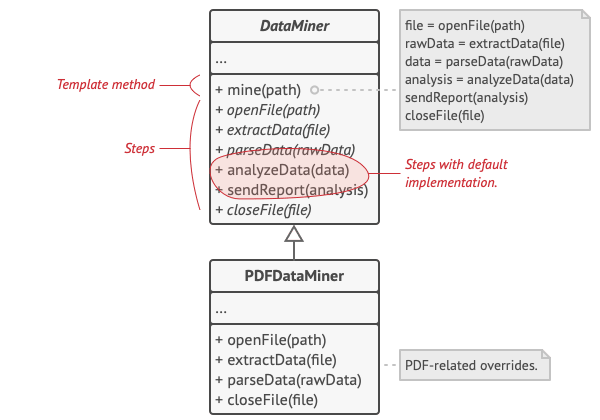 DataMiner
...
Template method
+ mine(path)
file = openFile(path)
rawData = extractData(file)
data = parseData(rawData)
analysis = analyzeData(data)
sendReport(analysis)
closeFile(file)
Steps
+ openFile(path)
+ extractData(file)
+ parseData(rawData)
+ analyzeData(data)
+ sendReport(analysis)
+ closeFile(file)
Steps with default
implementation.
PDFDataMiner
...
+ openFile(path)
+ extractData(file)
+ parseData(rawData)
+ closeFile(file)
PDF-related overrides.